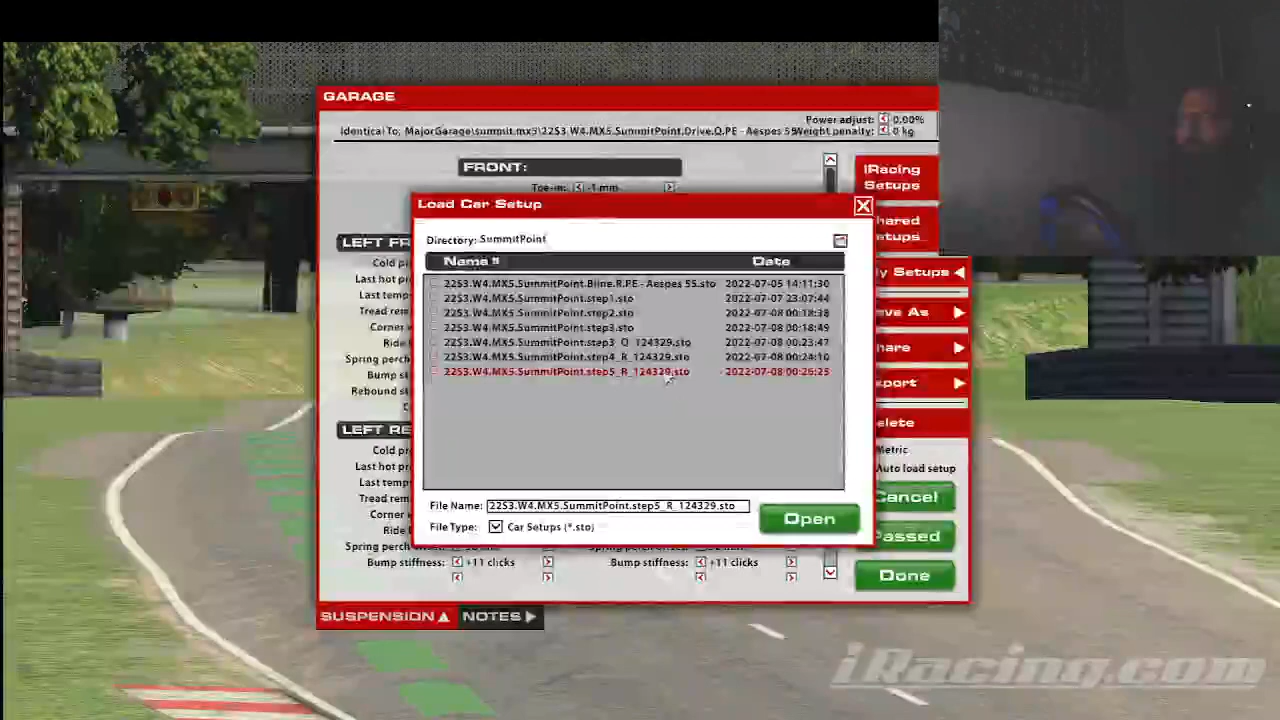 GARAGE
Power adjust: 0.00%
Identical To: MajorGarage\summit.mx5\22S3.W4.MX5.SummitPoint.Drive.Q.PE - Aespes 55 Weight penalty: 0 kg
FRONT:
Toe-in: -1 mm
iRacing
Setups
Load Car Setup
hared
etups
Directory: SummitPoint
LEFT FR
Name
Date
y Setups
Cold pr
22S3.W4.MX5.SummitPoint.Bline.R.PE - Aespes 55.sto 2022-07-05 14:11:30
Last hot p
22S3.W4.MX5.SummitPoint.step1.sto 2022-07-07 23:07:44
Last temp
22S3.W4.MX5.SummitPoint.step2.sto 2022-07-08 00:18:38
ve As
Tread rem
22S3.W4.MX5.SummitPoint.step3.sto 2022-07-08 00:18:49
Corner w
22S3.W4.MX5.SummitPoint.step3_Q_124329.sto 2022-07-08 00:23:47
Ride
hare
22S3.W4.MX5.SummitPoint.step4_R_124329.sto 2022-07-08 00:24:10
Spring perch
22S3.W4.MX5.SummitPoint.step5_R_124329.sto 2022-07-08 00:25:25
Bump st
xport
Rebound st
elete
LEFT RE
Cold p
Metric
Last hot p
Auto load setup
Last temp
Tread rem
Cancel
File Name: 22S3.W4.MX5.SummitPoint.step5_R_124329.sto
Open
Corner w
File Type: Car Setups (*.sto)
Ride
Passed
Spring perch
Bump stiffness: +11 clicks
Bump stiffness: +11 clicks
Done
SUSPENSION
NOTES
iRacing.com